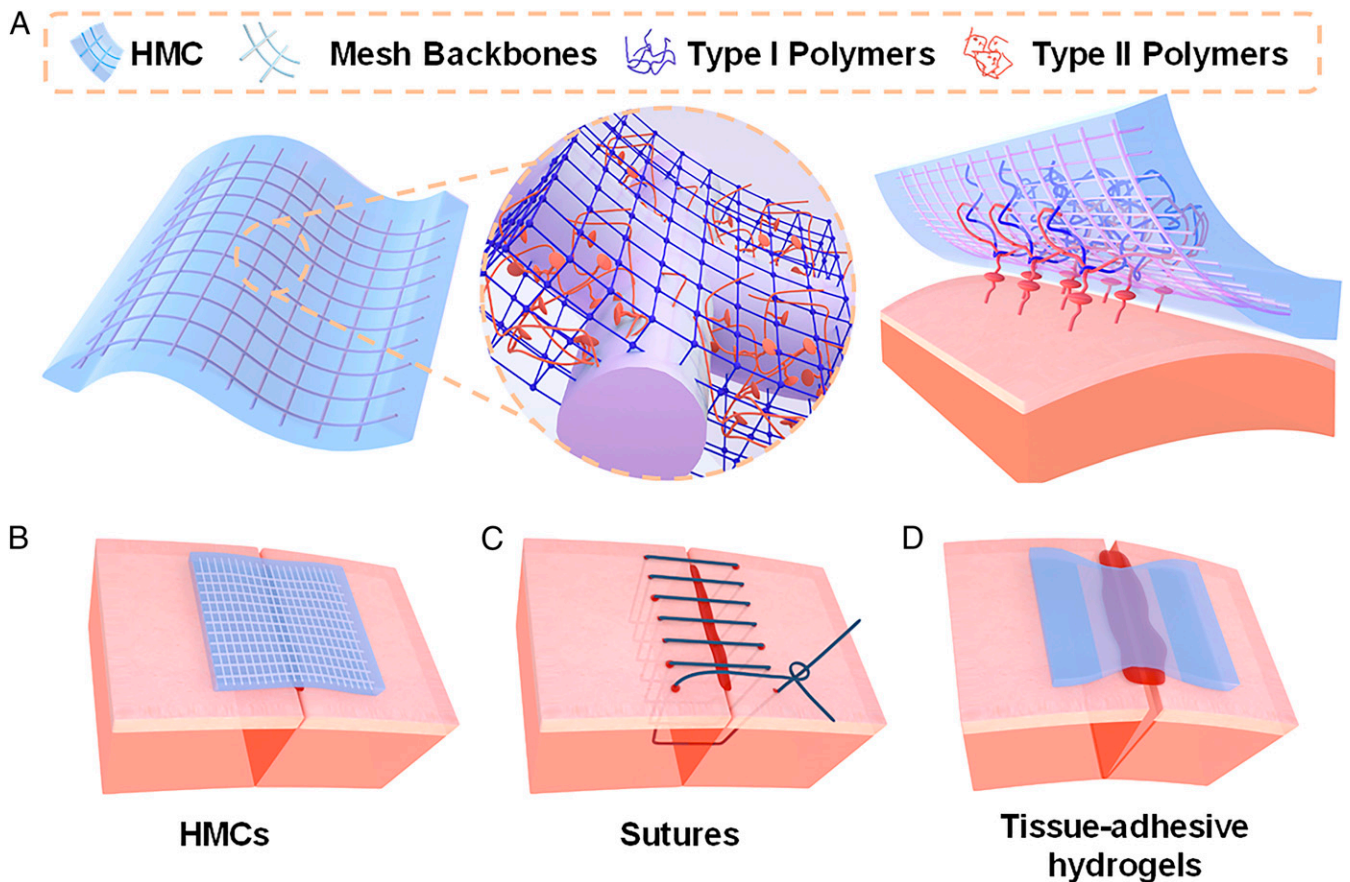 A
HMC Mesh Backbones Type I Polymers Type II Polymers
B
C
D
HMCs
Sutures
Tissue-adhesive
hydrogels